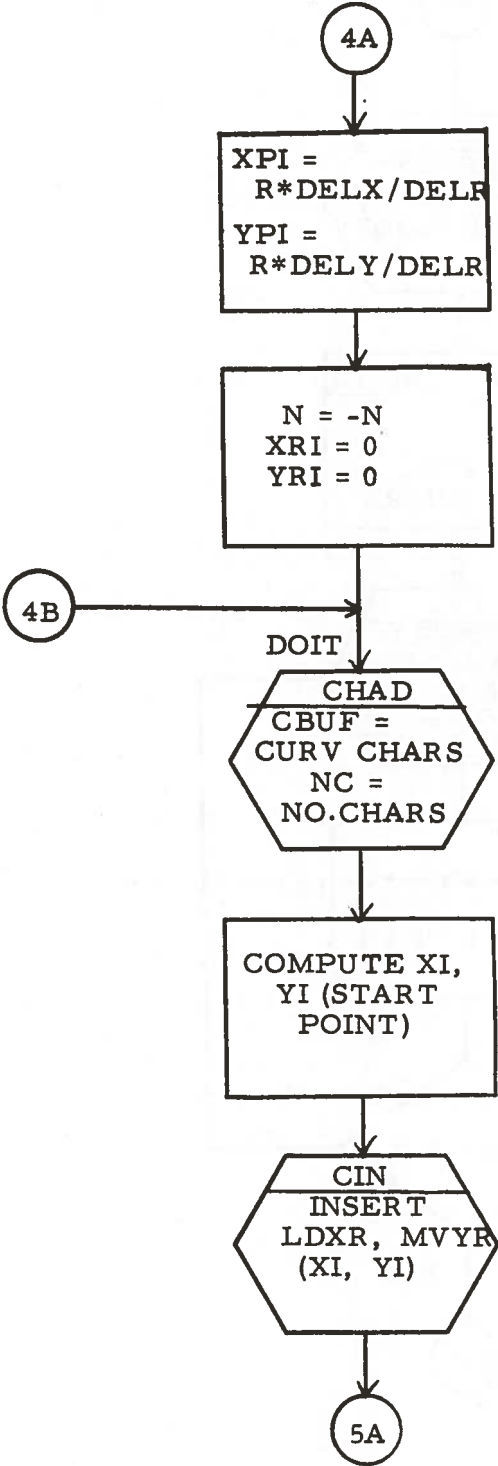 4A
XPI =
R*DELX/DELR
YPI =
R*DELY/DELR
N = -N
XRI = 0
YRI = 0
4B
DOIT
CHAD
CBUF =
CURV CHARS
NC =
NO.CHARS
COMPUTE XI,
YI (START
POINT)
CIN
INSERT
LDXR, MVYR
(XI, YI)
5A